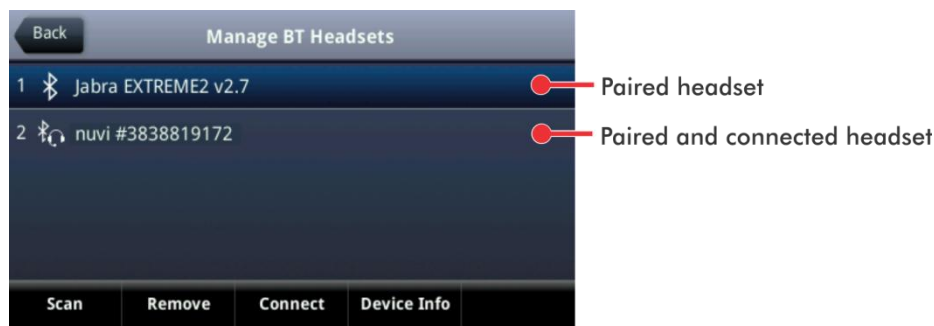 Back
Manage BT Headsets
1 Jabra EXTREME2 v2.7
Paired headset
2 nuvi #3838819172
Paired and connected headset
Scan Remove Connect Device Info